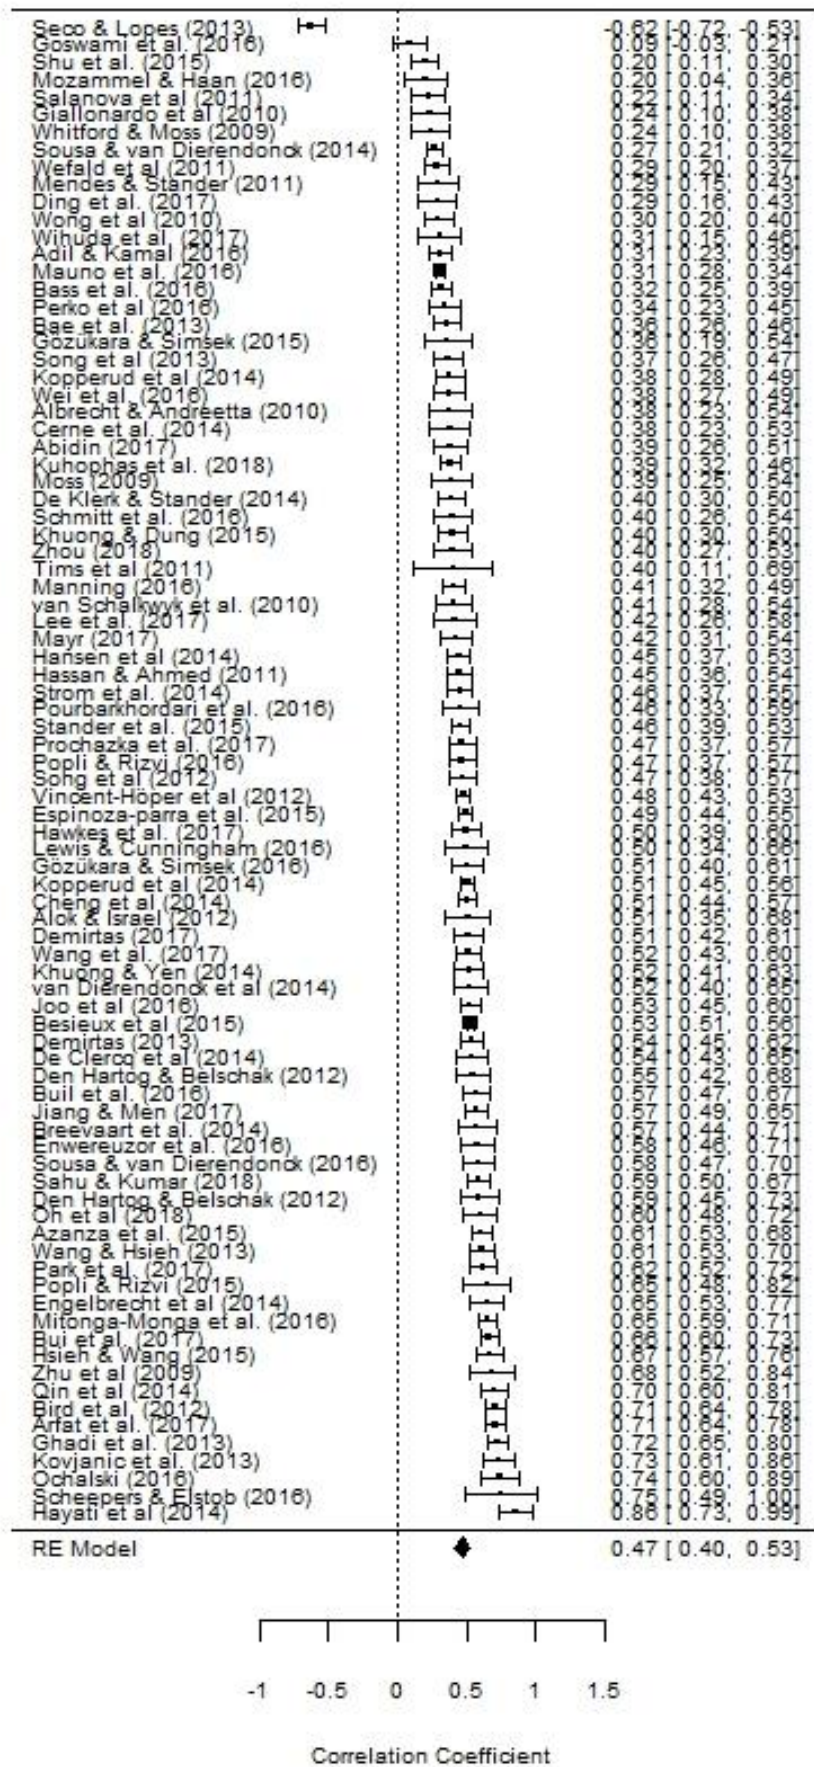 Seco & Lopes (2013) -0.62 [-0.72, -0.53]
Goswami et al. (2016) 0.09 [-0.03, 0.21]
Shu et al. (2015) 0.20 [ 0.11, 0.30]
Mozammel & Haan (2016) 0.20 [ 0.04, 0.36]
Salanova et al (2011) 0.22 [ 0.11, 0.34]
Giallonardo et al (2010) 0.24 [ 0.10, 0.38]
Whitford & Moss (2009) 0.24 [ 0.10, 0.38]
Sousa & van Dierendonck (2014) 0.27 [ 0.21, 0.32]
Wefald et al (2011) 0.29 [ 0.20, 0.37]
Mendes & Stander (2011) 0.29 [ 0.15, 0.43]
Ding et al. (2017) 0.29 [ 0.16, 0.43]
Wong et al (2010) 0.30 [ 0.20, 0.40]
Wihuda et al. (2017) 0.31 [ 0.15, 0.46]
Adil & Kamal (2016) 0.31 [ 0.23, 0.39]
Mauno et al. (2016) 0.31 [ 0.28, 0.34]
Bass et al. (2016) 0.32 [ 0.25, 0.39]
Perko et al (2016) 0.34 [ 0.23, 0.45]
Bae et al. (2013) 0.36 [ 0.26, 0.46]
Gözükara & Simsek (2015) 0.36 [ 0.19, 0.54]
Song et al (2013) 0.37 [ 0.26, 0.47]
Kopperud et al (2014) 0.38 [ 0.28, 0.49]
Wei et al. (2016) 0.38 [ 0.27, 0.49]
Albrecht & Andreetta (2010) 0.38 [ 0.23, 0.54]
Cerne et al. (2014) 0.38 [ 0.23, 0.53]
Abidin (2017) 0.39 [ 0.26, 0.51]
Kuhophas et al. (2018) 0.39 [ 0.32, 0.46]
Moss (2009) 0.39 [ 0.25, 0.54]
De Klerk & Stander (2014) 0.40 [ 0.30, 0.50]
Schmitt et al. (2016) 0.40 [ 0.26, 0.54]
Khuong & Dung (2015) 0.40 [ 0.30, 0.50]
Zhou (2018) 0.40 [ 0.27, 0.53]
Tims et al (2011) 0.40 [ 0.11, 0.69]
Manning (2016) 0.41 [ 0.32, 0.49]
van Schalkwyk et al. (2010) 0.41 [ 0.28, 0.54]
Lee et al. (2017) 0.42 [ 0.26, 0.58]
Mayr (2017) 0.42 [ 0.31, 0.54]
Hansen et al (2014) 0.45 [ 0.37, 0.53]
Hassan & Ahmed (2011) 0.45 [ 0.36, 0.54]
Strom et al. (2014) 0.46 [ 0.37, 0.55]
Pourbarkhordari et al. (2016) 0.46 [ 0.33, 0.59]
Stander et al. (2015) 0.46 [ 0.39, 0.53]
Prochazka et al. (2017) 0.47 [ 0.37, 0.57]
Popli & Rizvi (2016) 0.47 [ 0.37, 0.57]
Song et al (2012) 0.47 [ 0.38, 0.57]
Vincent-Höper et al (2012) 0.48 [ 0.43, 0.53]
Espinoza-parra et al. (2015) 0.49 [ 0.44, 0.55]
Hawkes et al. (2017) 0.50 [ 0.39, 0.60]
Lewis & Cunningham (2016) 0.50 [ 0.34, 0.66]
Gözükara & Simsek (2016) 0.51 [ 0.40, 0.61]
Kopperud et al (2014) 0.51 [ 0.45, 0.56]
Cheng et al (2014) 0.51 [ 0.44, 0.57]
Alok & Israel (2012) 0.51 [ 0.35, 0.68]
Demirtas (2017) 0.51 [ 0.42, 0.61]
Wang et al. (2017) 0.52 [ 0.43, 0.60]
Khuong & Yen (2014) 0.52 [ 0.41, 0.63]
van Dierendonck et al (2014) 0.52 [ 0.40, 0.65]
Joo et al (2016) 0.53 [ 0.45, 0.60]
Besieux et al (2015) 0.53 [ 0.51, 0.56]
Demirtas (2013) 0.54 [ 0.45, 0.62]
De Clercq et al (2014) 0.54 [ 0.43, 0.65]
Den Hartog & Belschak (2012) 0.55 [ 0.42, 0.68]
Buil et al. (2016) 0.57 [ 0.47, 0.67]
Jiang & Men (2017) 0.57 [ 0.49, 0.65]
Breevaart et al. (2014) 0.57 [ 0.44, 0.71]
Enwereuzor et al. (2016) 0.58 [ 0.46, 0.71]
Sousa & van Dierendonck (2016) 0.58 [ 0.47, 0.70]
Sahu & Kumar (2018) 0.59 [ 0.50, 0.67]
Den Hartog & Belschak (2012) 0.59 [ 0.45, 0.73]
Oh et al (2018) 0.60 [ 0.48, 0.72]
Azanza et al. (2015) 0.61 [ 0.53, 0.68]
Wang & Hsieh (2013) 0.61 [ 0.53, 0.70]
Park et al. (2017) 0.62 [ 0.52, 0.72]
Popli & Rizvi (2015) 0.65 [ 0.48, 0.82]
Engelbrecht et al (2014) 0.65 [ 0.53, 0.77]
Mitonga-Monga et al. (2016) 0.65 [ 0.59, 0.71]
Bui et al. (2017) 0.66 [ 0.60, 0.73]
Hsieh & Wang (2015) 0.67 [ 0.57, 0.76]
Zhu et al (2009) 0.68 [ 0.52, 0.84]
Qin et al (2014) 0.70 [ 0.60, 0.81]
Bird et al. (2012) 0.71 [ 0.64, 0.78]
Arfat et al. (2017) 0.71 [ 0.64, 0.78]
Ghadi et al. (2013) 0.72 [ 0.65, 0.80]
Kovjanic et al. (2013) 0.73 [ 0.61, 0.86]
Ochalski (2016) 0.74 [ 0.60, 0.89]
Scheepers & Elstob (2016) 0.75 [ 0.49, 1.00]
Hayati et al (2014) 0.86 [ 0.73, 0.99]
RE Model 0.47 [ 0.40, 0.53]
-1 -0.5 0 0.5 1 1.5
Correlation Coefficient